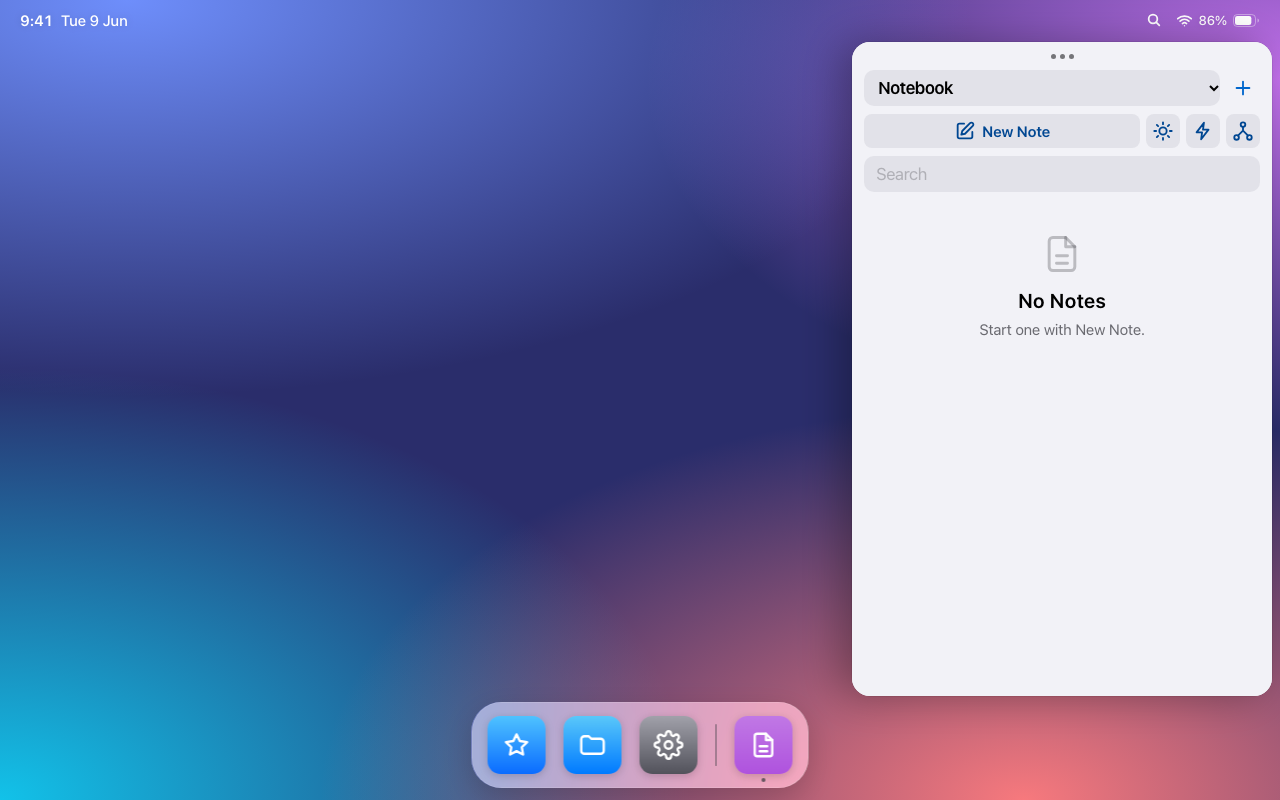 9:41 Tue 9 Jun
86%
Notebook
New Note
Search
No Notes
Start one with New Note.